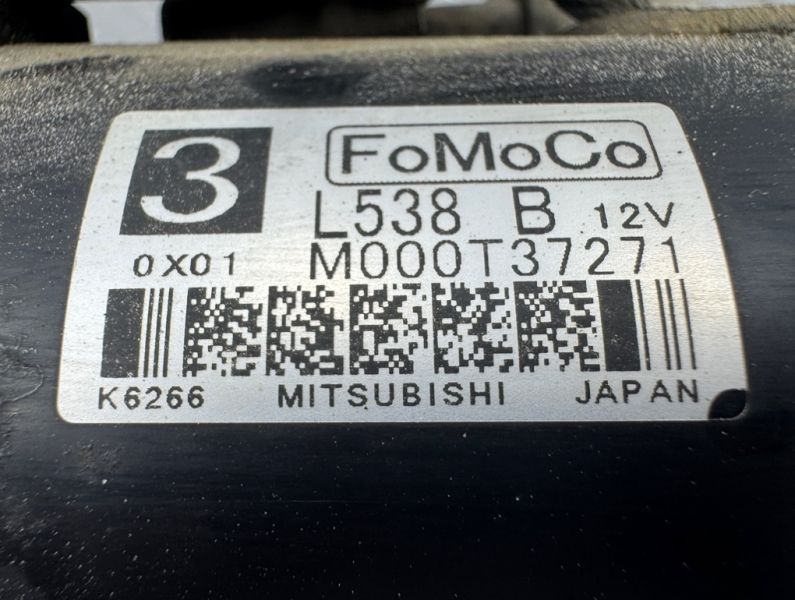 3 FoMoCo
L538 B 12V
0X01 M000T37271
K6266 MITSUBISHI JAPAN